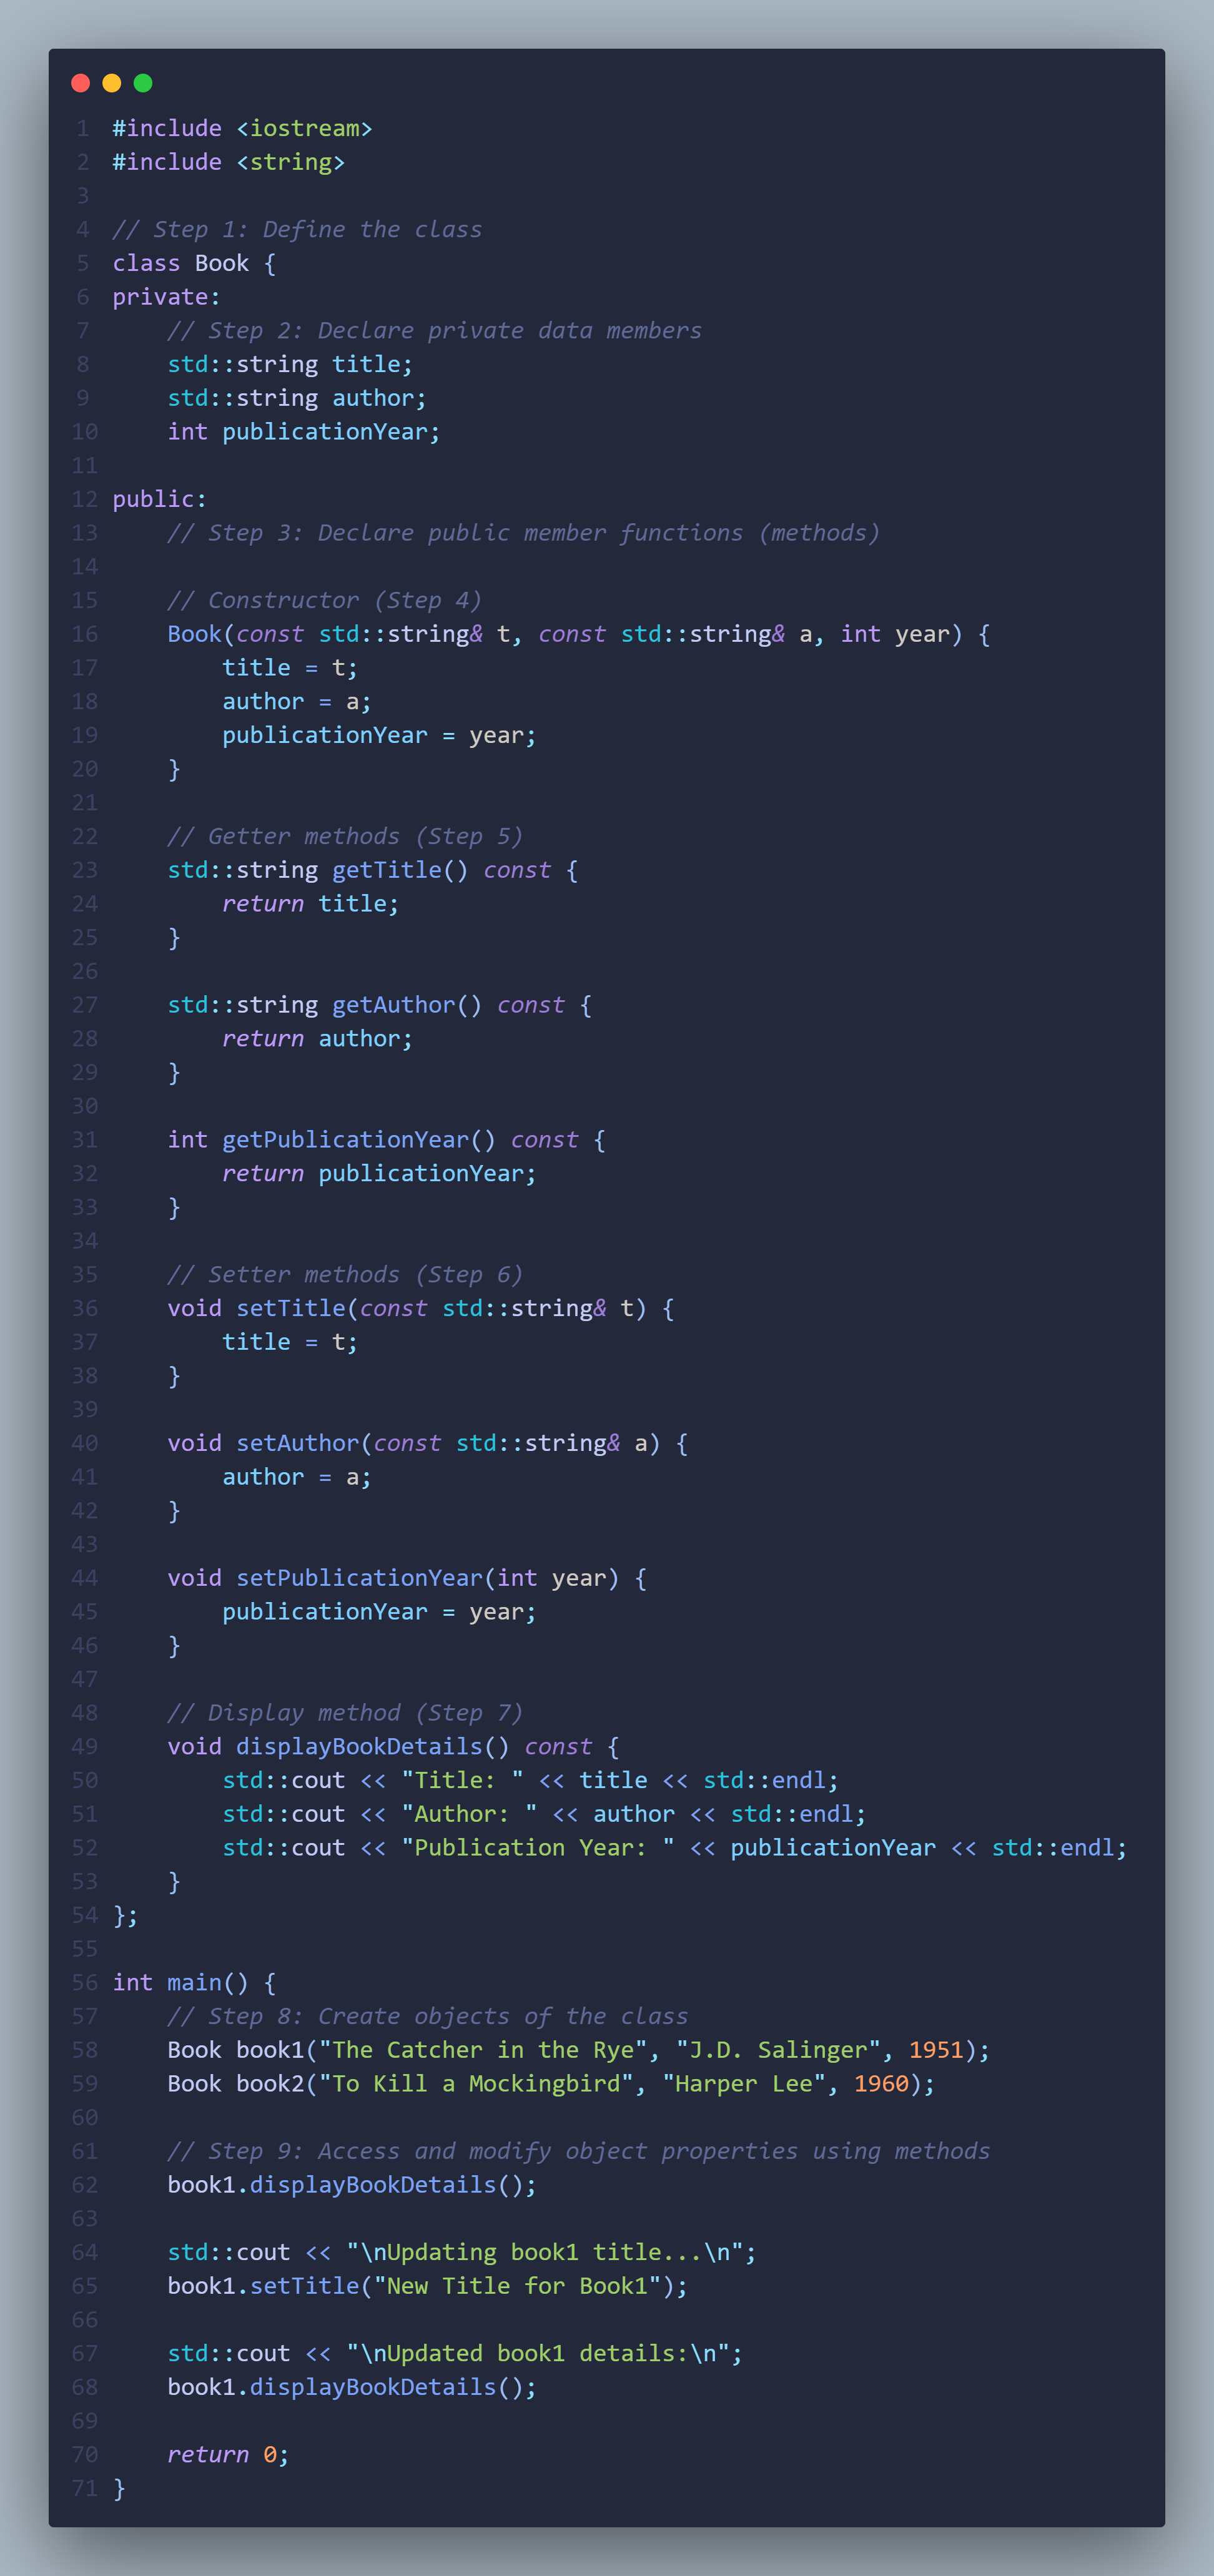 1 #include <iostream>
2 #include <string>
3
4 // Step 1: Define the class
5 class Book {
6 private:
7     // Step 2: Declare private data members
8     std::string title;
9     std::string author;
10     int publicationYear;
11
12 public:
13     // Step 3: Declare public member functions (methods)
14
15     // Constructor (Step 4)
16     Book(const std::string& t, const std::string& a, int year) {
17         title = t;
18         author = a;
19         publicationYear = year;
20     }
21
22     // Getter methods (Step 5)
23     std::string getTitle() const {
24         return title;
25     }
26
27     std::string getAuthor() const {
28         return author;
29     }
30
31     int getPublicationYear() const {
32         return publicationYear;
33     }
34
35     // Setter methods (Step 6)
36     void setTitle(const std::string& t) {
37         title = t;
38     }
39
40     void setAuthor(const std::string& a) {
41         author = a;
42     }
43
44     void setPublicationYear(int year) {
45         publicationYear = year;
46     }
47
48     // Display method (Step 7)
49     void displayBookDetails() const {
50         std::cout << "Title: " << title << std::endl;
51         std::cout << "Author: " << author << std::endl;
52         std::cout << "Publication Year: " << publicationYear << std::endl;
53     }
54 };
55
56 int main() {
57     // Step 8: Create objects of the class
58     Book book1("The Catcher in the Rye", "J.D. Salinger", 1951);
59     Book book2("To Kill a Mockingbird", "Harper Lee", 1960);
60
61     // Step 9: Access and modify object properties using methods
62     book1.displayBookDetails();
63
64     std::cout << "\nUpdating book1 title...\n";
65     book1.setTitle("New Title for Book1");
66
67     std::cout << "\nUpdated book1 details:\n";
68     book1.displayBookDetails();
69
70     return 0;
71 }